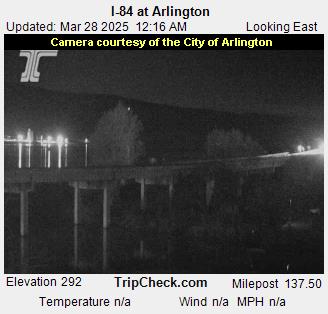 I-84 at Arlington
Updated: Mar 28 2025 12:16 AM Looking East
Camera courtesy of the City of Arlington
Elevation 292 TripCheck.com Milepost 137.50
Temperature n/a Wind n/a MPH n/a